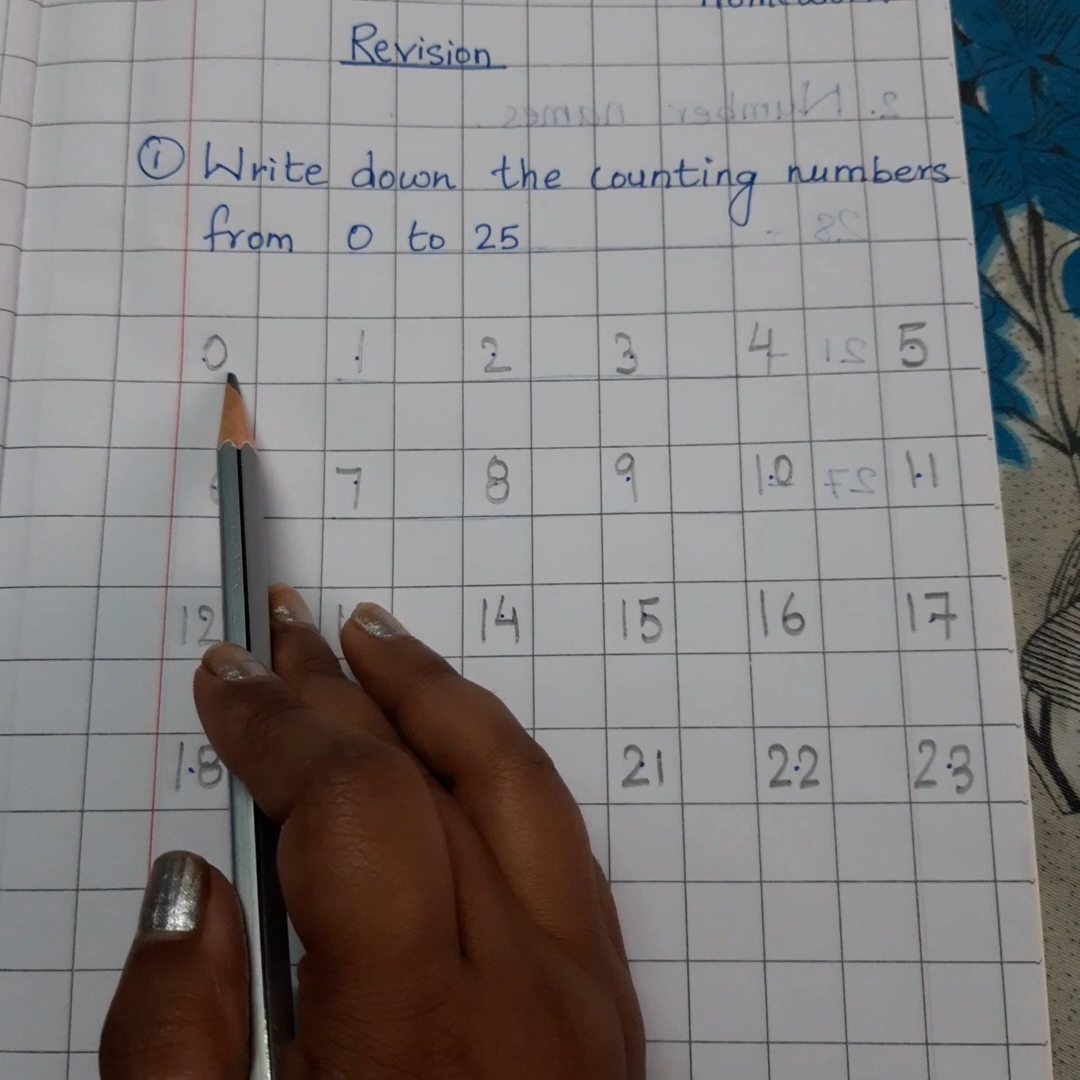 Revision
① Write down the counting numbers
from 0 to 25
0 1 2 3 4 5
7 8 9 10 11
12 14 15 16 17
18 21 22 23